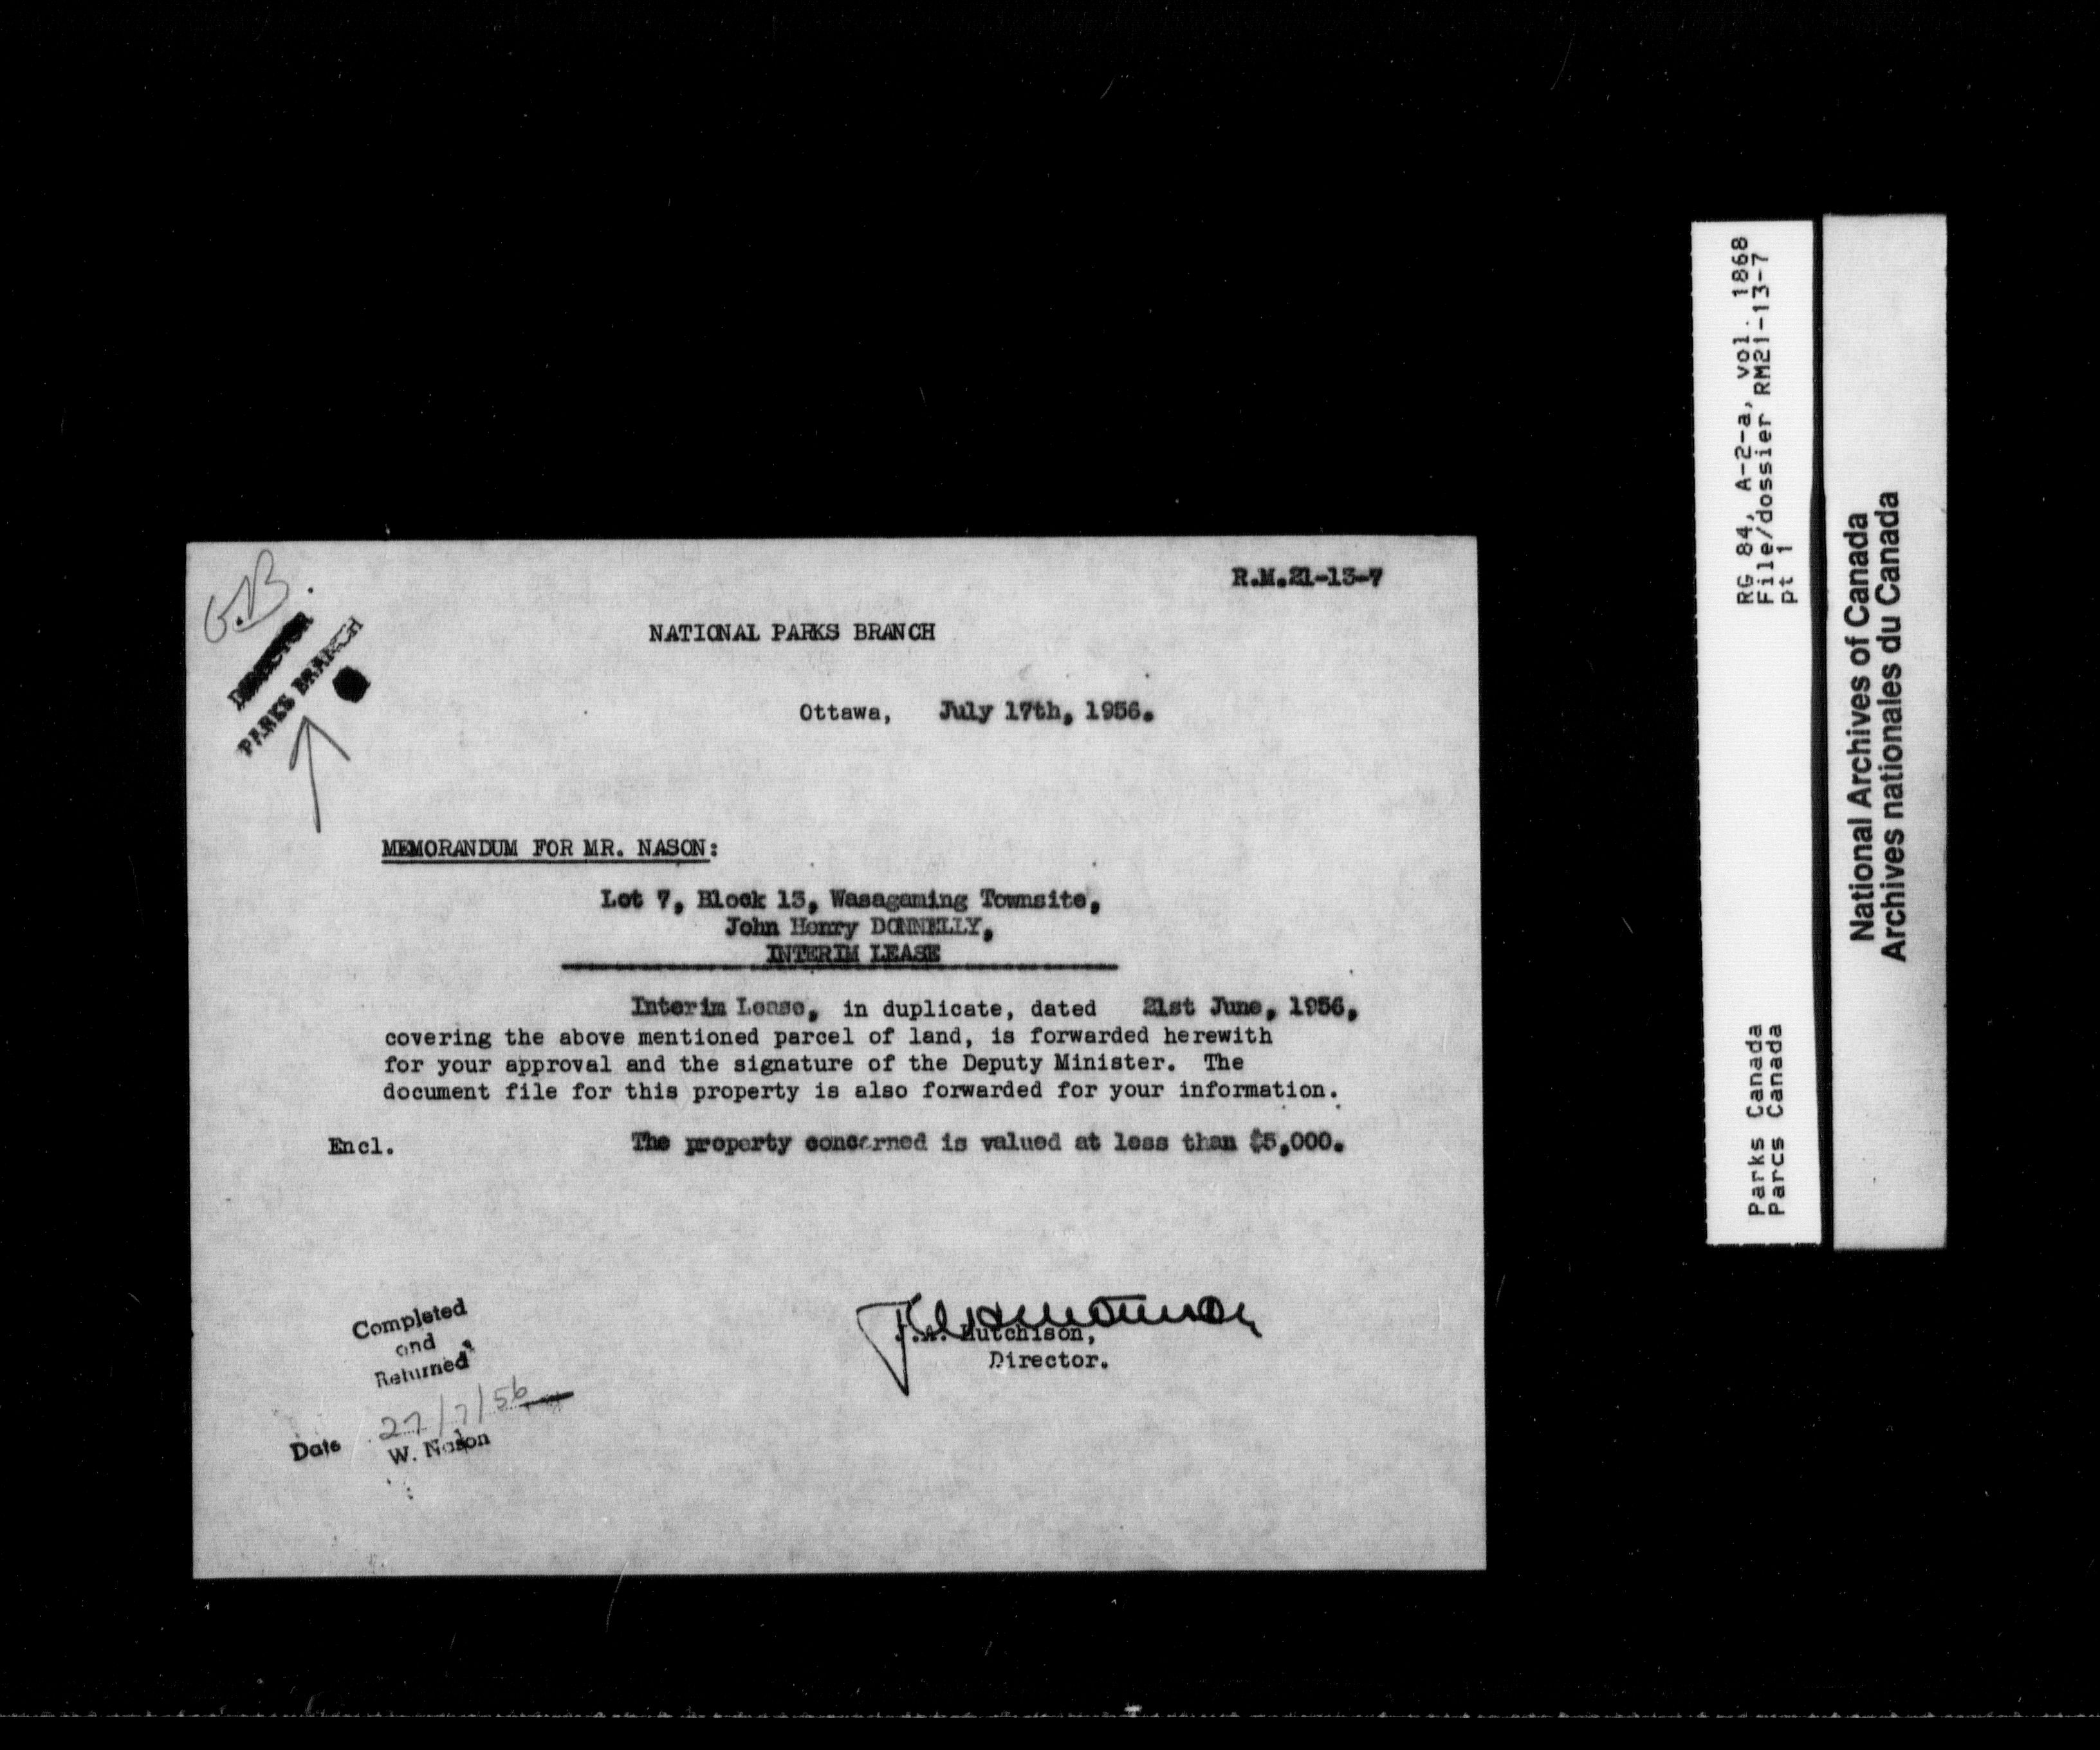 G.B.
DIRECTOR
PARKS BRANCH
R.M.21-13-7
NATIONAL PARKS BRANCH
Ottawa, July 17th, 1956.
MEMORANDUM FOR MR. NASON:
Lot 7, Block 13, Wasagaming Townsite,
John Henry DONNELLY,
INTERIM LEASE
Interim Lease, in duplicate, dated 21st June, 1956,
covering the above mentioned parcel of land, is forwarded herewith
for your approval and the signature of the Deputy Minister. The
document file for this property is also forwarded for your information.
Encl. The property concerned is valued at less than $5,000.
J.A. Hutchison,
Director.
Completed
and
Returned
Date 27/7/56
W. Nason
RG 84, A-2-a, vol. 1868
File/dossier RM21-13-7
pt 1
Parks Canada
Parcs Canada
National Archives of Canada
Archives nationales du Canada